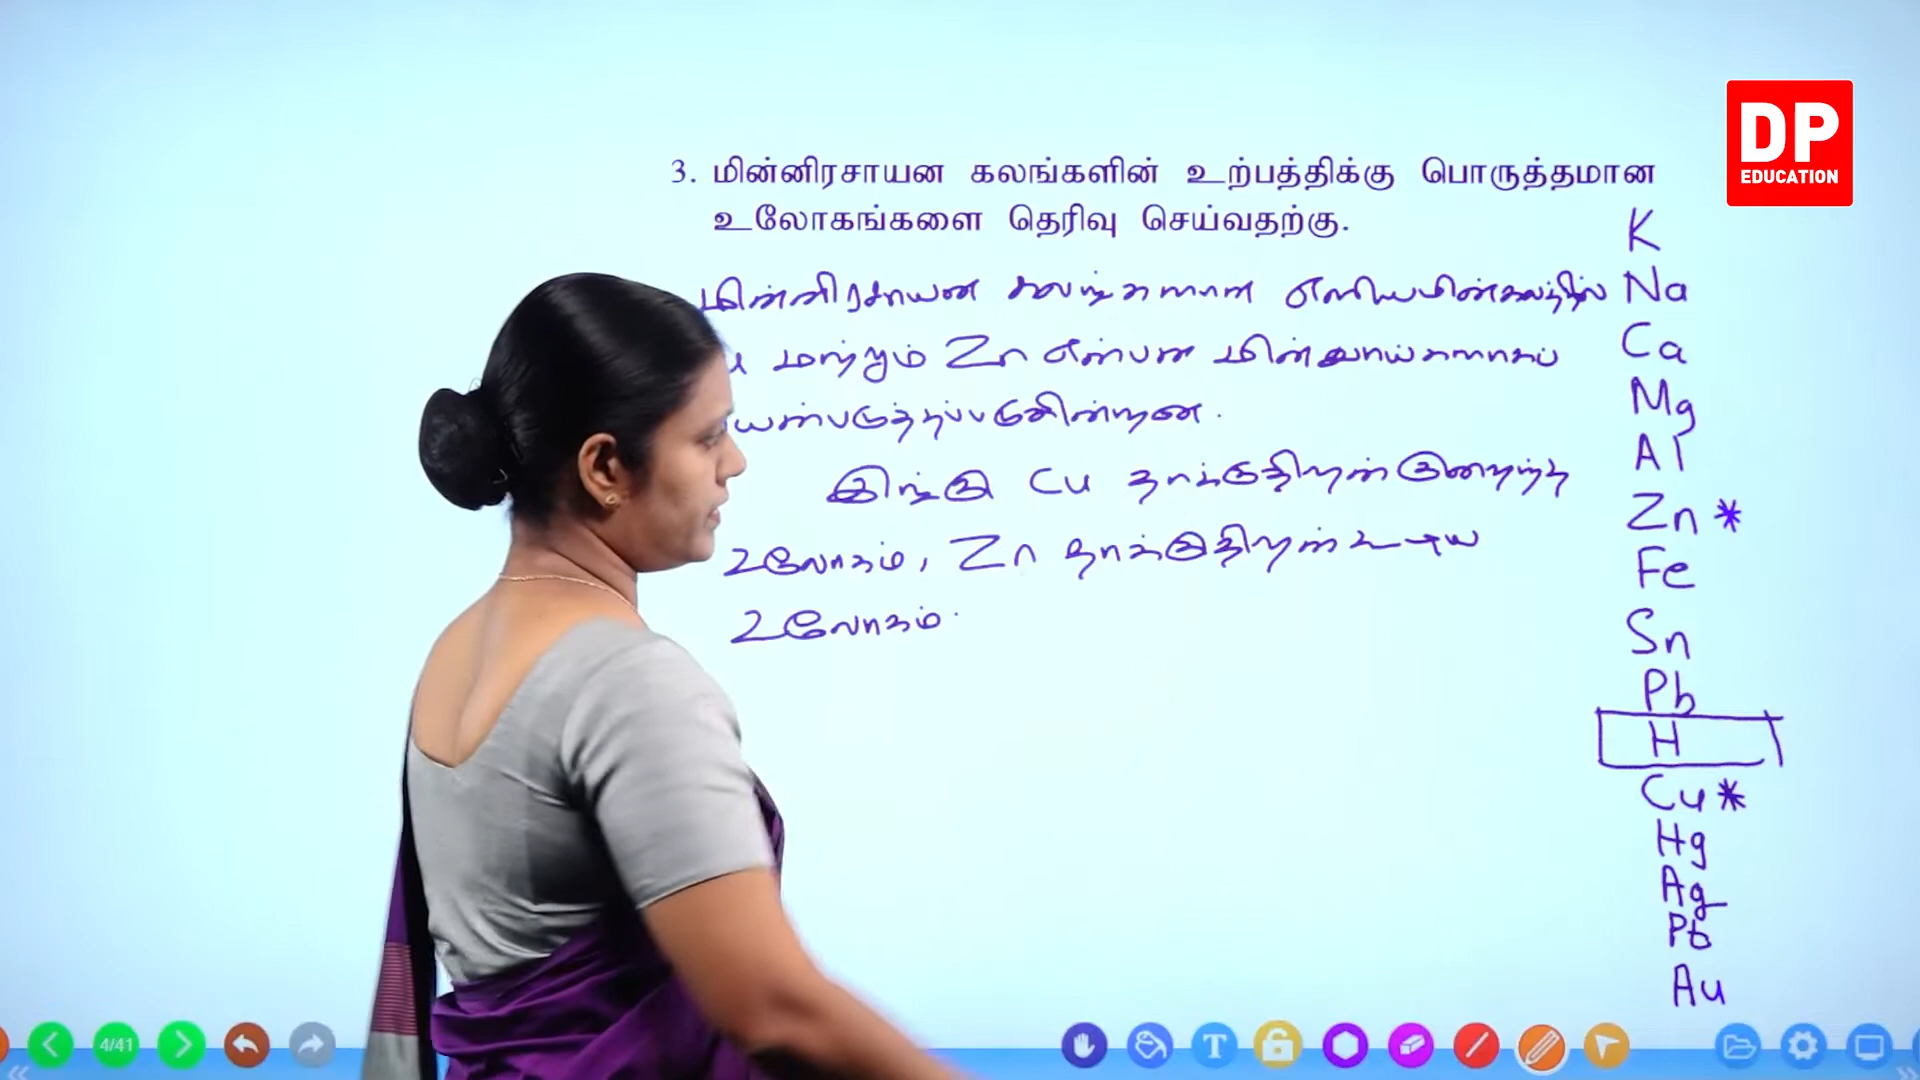 DP
EDUCATION
3. மின்னிரசாயன கலங்களின் உற்பத்திக்கு பொருத்தமான
உலோகங்களை தெரிவு செய்வதற்கு.
மின்னிரசாயன கலங்களான எளியமின்கலத்தில்
மற்றும் Zn என்பன மின்வாய்களாகப்
யன்படுத்தப்படுகின்றன.
இங்கு Cu தாக்குதிறன் குறைந்த
உலோகம், Zn தாக்குதிறன் கூடிய
உலோகம்.
K
Na
Ca
Mg
Al
Zn *
Fe
Sn
Pb
H
Cu *
Hg
Ag
Pt
Au
4/41
T